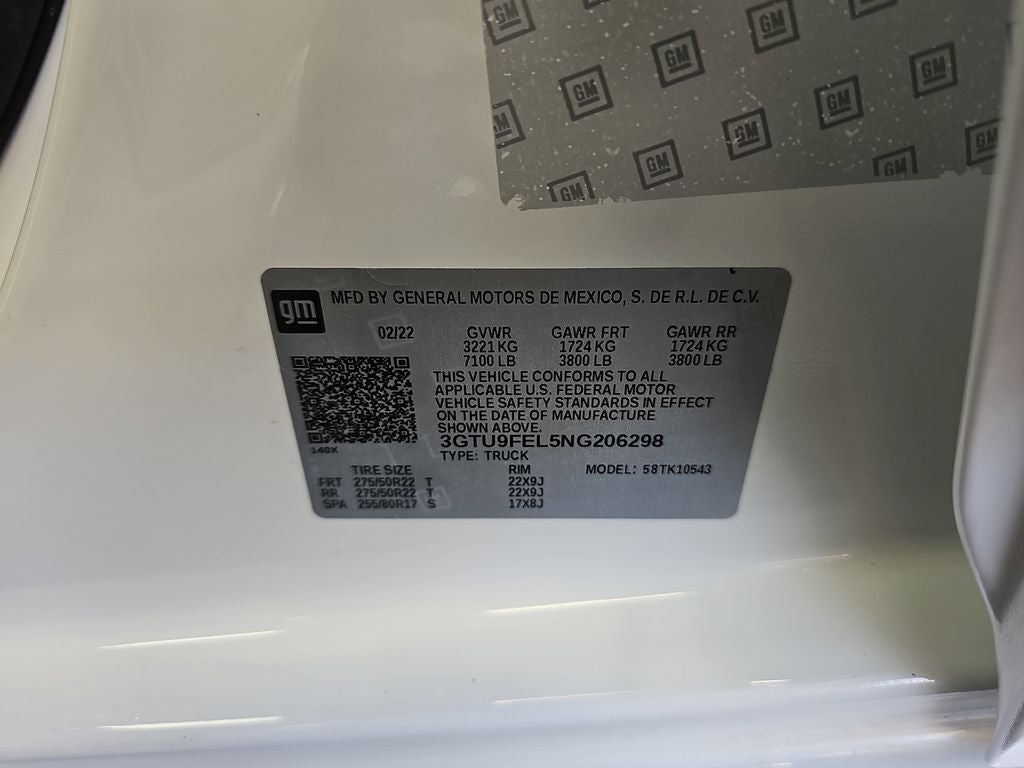 GM
GM GM
GM GM GM
GM GM GM GM
GM GM
gm MFD BY GENERAL MOTORS DE MEXICO, S. DE R.L. DE C.V.
02/22 GVWR GAWR FRT GAWR RR
3221 KG 1724 KG 1724 KG
7100 LB 3800 LB 3800 LB
THIS VEHICLE CONFORMS TO ALL
APPLICABLE U.S. FEDERAL MOTOR
VEHICLE SAFETY STANDARDS IN EFFECT
ON THE DATE OF MANUFACTURE
SHOWN ABOVE.
3GTU9FEL5NG206298
140X
TYPE: TRUCK
TIRE SIZE RIM MODEL: 58TK10543
FRT 275/50R22 T 22X9J
RR 275/50R22 T 22X9J
SPA 255/80R17 S 17X8J